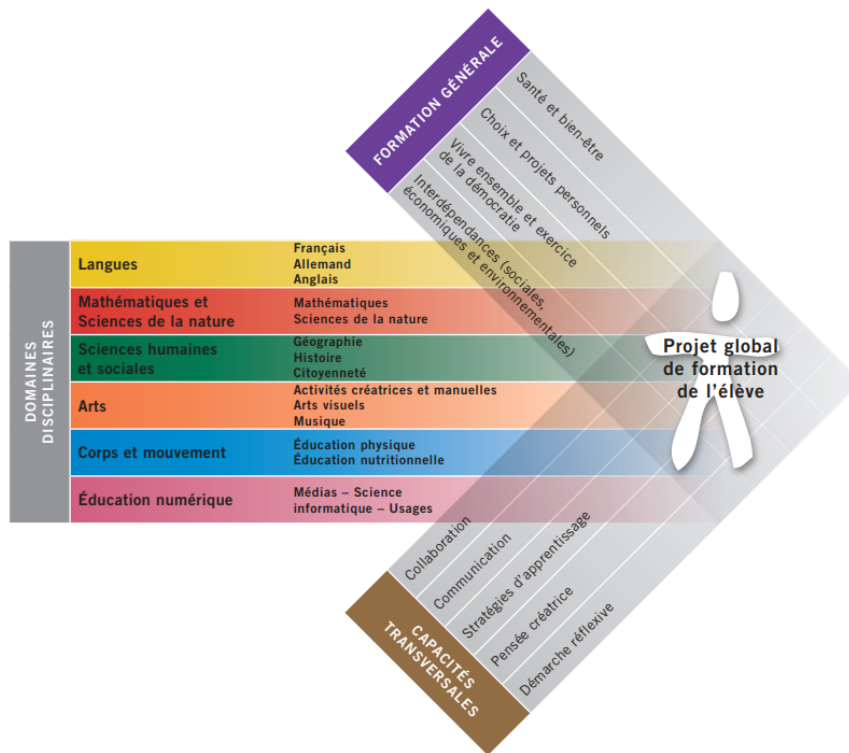 FORMATION GÉNÉRALE
Santé et bien-être
Choix et projets personnels
Vivre ensemble et exercice
de la démocratie
Interdépendances (sociales,
économiques et environnementales)
DOMAINES
DISCIPLINAIRES
Langues
Français
Allemand
Anglais
Mathématiques et
Sciences de la nature
Mathématiques
Sciences de la nature
Sciences humaines
et sociales
Géographie
Histoire
Citoyenneté
Arts
Activités créatrices et manuelles
Arts visuels
Musique
Corps et mouvement
Éducation physique
Éducation nutritionnelle
Éducation numérique
Médias – Science
informatique – Usages
Projet global
de formation
de l'élève
Collaboration
Communication
Stratégies d'apprentissage
Pensée créatrice
Démarche réflexive
CAPACITÉS
TRANSVERSALES